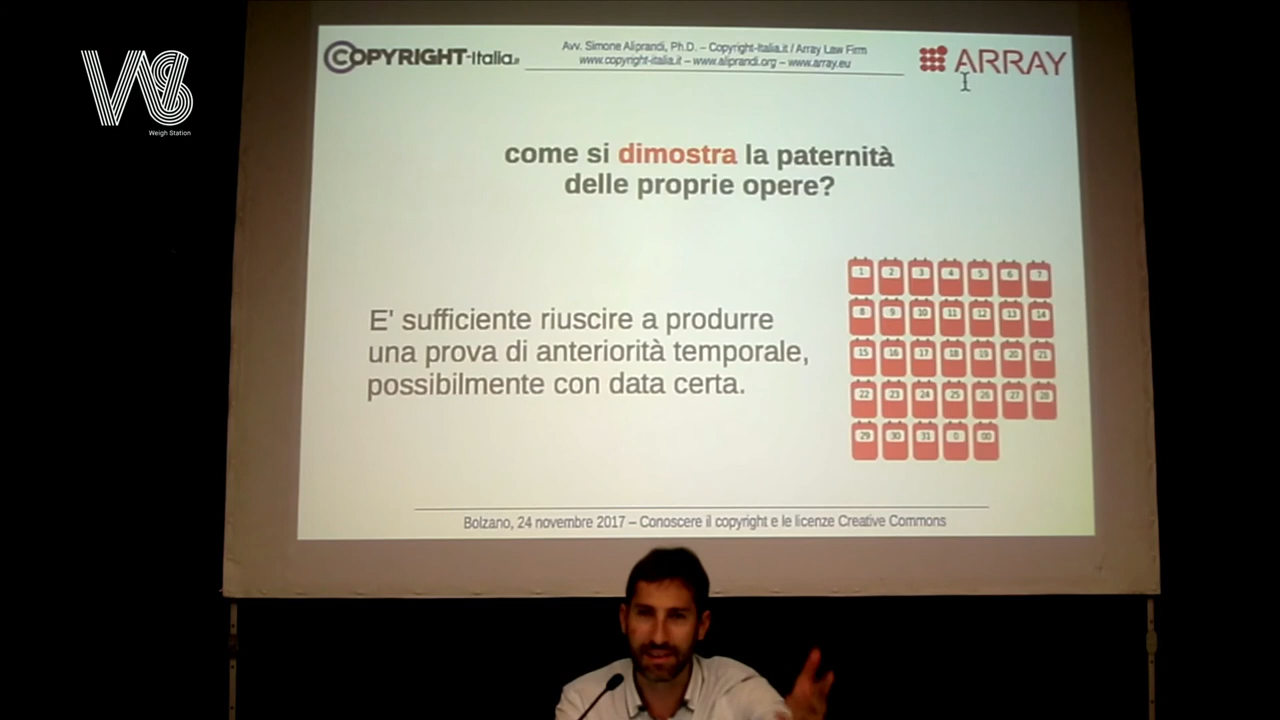 WS
Weigh Station
COPYRIGHT-Italia.it
Avv. Simone Aliprandi, Ph.D. – Copyright-Italia.it / Array Law Firm
www.copyright-italia.it – www.aliprandi.org – www.array.eu
ARRAY
come si dimostra la paternità
delle proprie opere?
E' sufficiente riuscire a produrre
una prova di anteriorità temporale,
possibilmente con data certa.
1 2 3 4 5 6 7
8 9 10 11 12 13 14
15 16 17 18 19 20 21
22 23 24 25 26 27 28
29 30 31 0 00
Bolzano, 24 novembre 2017 – Conoscere il copyright e le licenze Creative Commons